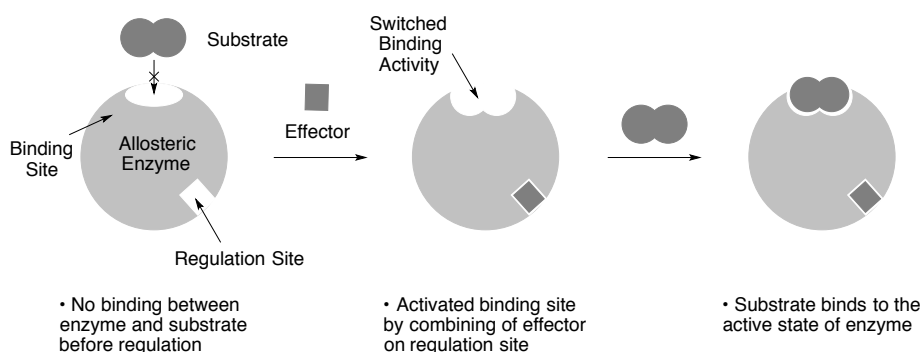 Substrate
Switched
Binding
Activity
Effector
Binding
Site
Allosteric
Enzyme
Regulation Site
• No binding between
enzyme and substrate
before regulation
• Activated binding site
by combining of effector
on regulation site
• Substrate binds to the
active state of enzyme